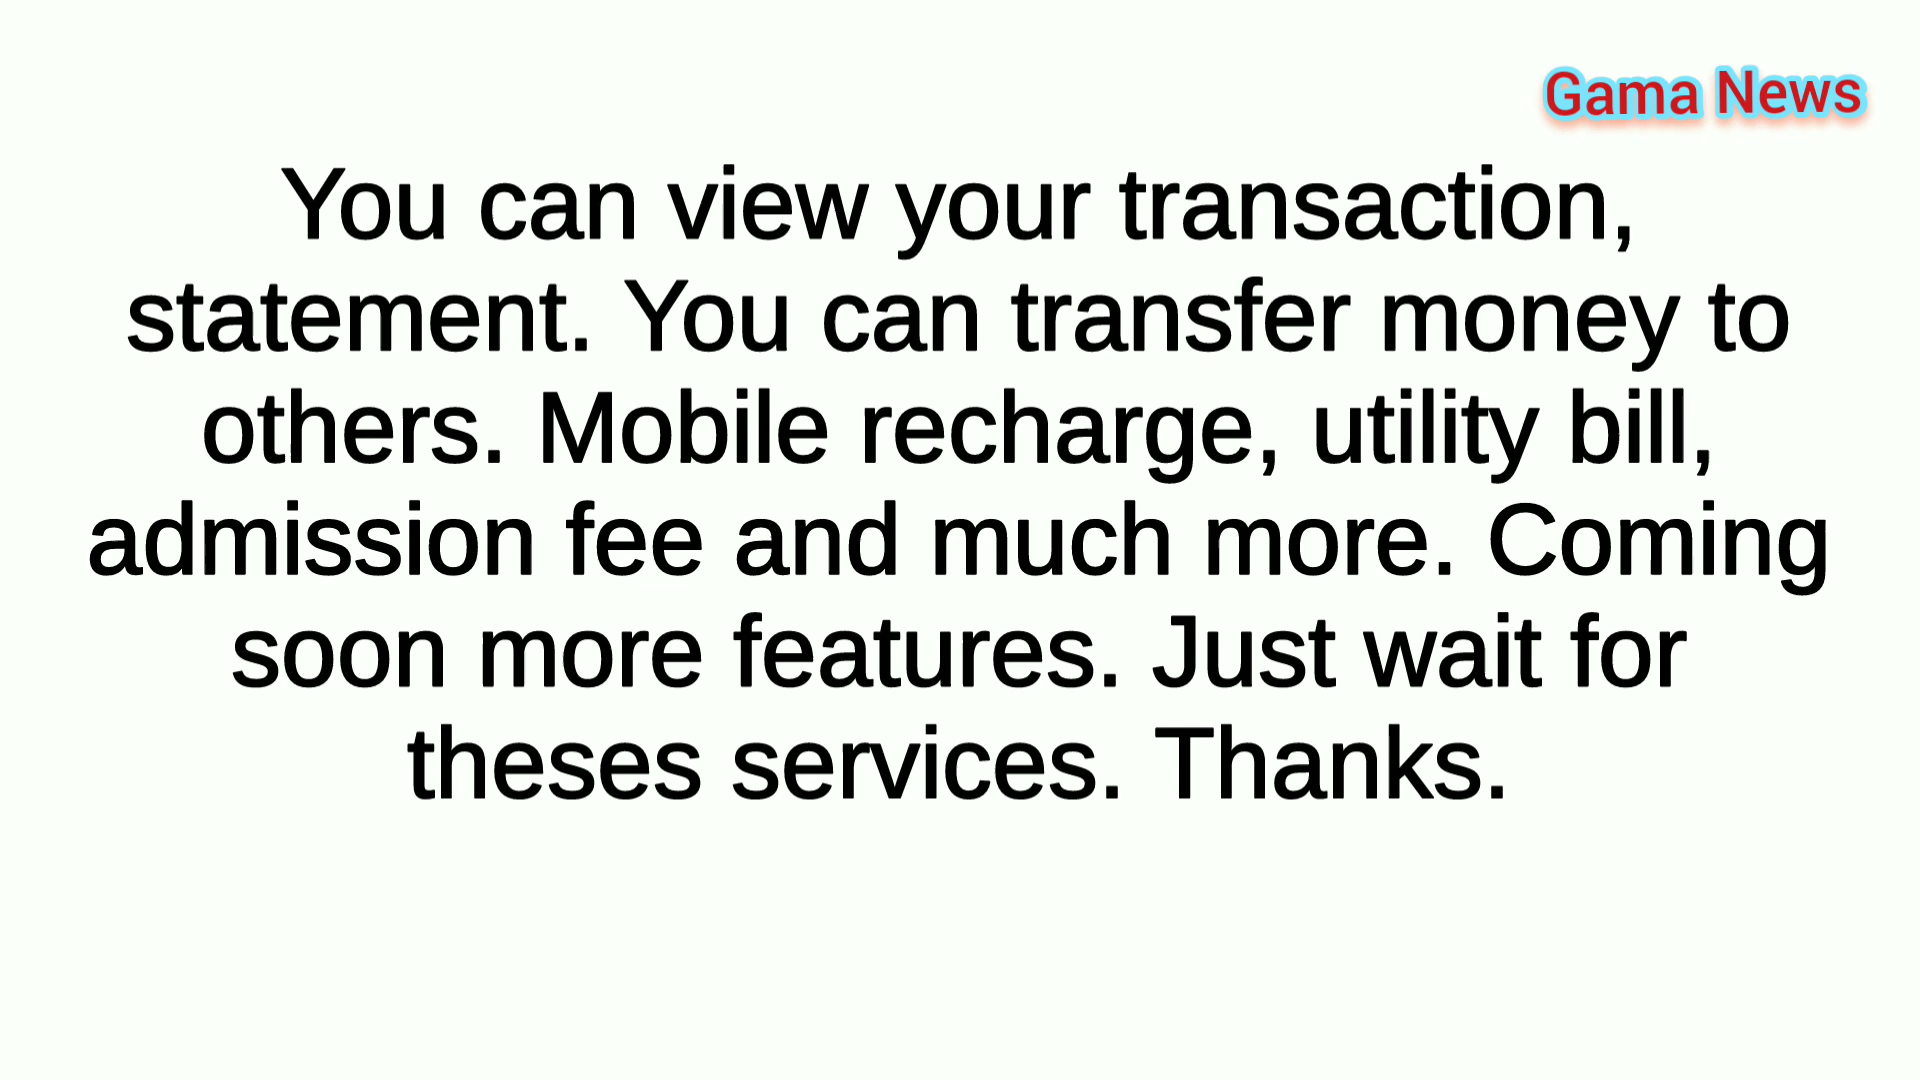 Gama News
You can view your transaction,
statement. You can transfer money to
others. Mobile recharge, utility bill,
admission fee and much more. Coming
soon more features. Just wait for
theses services. Thanks.